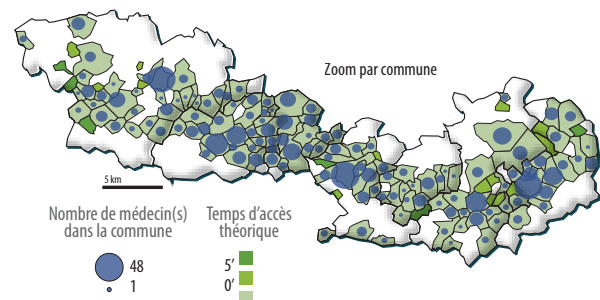 Zoom par commune
5 km
Nombre de médecin(s)
dans la commune
48
1
Temps d'accès
théorique
5'
0'